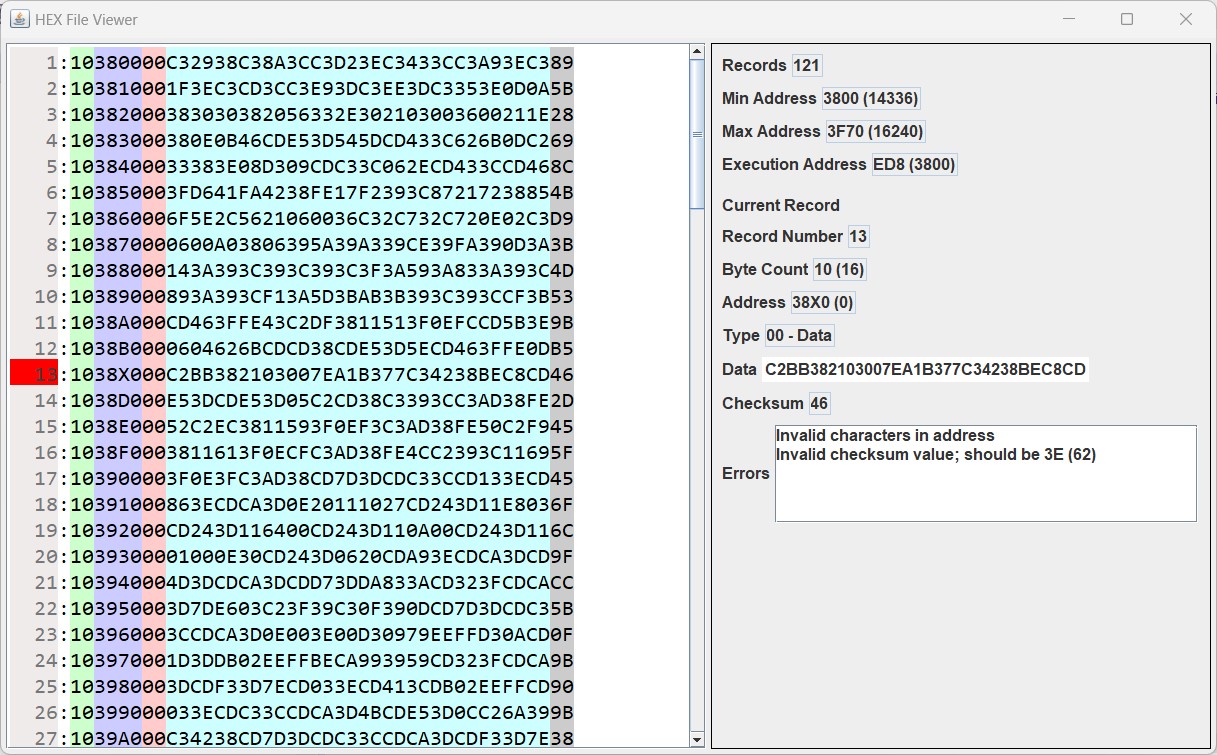 HEX File Viewer
1:10380000C32938C38A3CC3D23EC3433CC3A93EC389
2:103810001F3EC3CD3CC3E93DC3EE3DC3353E0D0A5B
3:10382000383030382056332E302103003600211E28
4:10383000380E0B46CDE53D545DCD433C626B0DC269
5:1038400033383E08D309CDC33C062ECD433CCD468C
6:103850003FD641FA4238FE17F2393C87217238854B
7:103860006F5E2C5621060036C32C732C720E02C3D9
8:103870000600A03806395A39A339CE39FA390D3A3B
9:10388000143A393C393C393C3F3A593A833A393C4D
10:10389000893A393CF13A5D3BAB3B393C393CCF3B53
11:1038A000CD463FFE43C2DF3811513F0EFCCD5B3E9B
12:1038B0000604626BCDCD38CDE53D5ECD463FFE0DB5
13:1038X000C2BB382103007EA1B377C34238BEC8CD46
14:1038D000E53DCDE53D05C2CD38C3393CC3AD38FE2D
15:1038E00052C2EC3811593F0EF3C3AD38FE50C2F945
16:1038F0003811613F0ECFC3AD38FE4CC2393C11695F
17:103900003F0E3FC3AD38CD7D3DCDC33CCD133ECD45
18:10391000863ECDCA3D0E20111027CD243D11E8036F
19:10392000CD243D116400CD243D110A00CD243D116C
20:1039300001000E30CD243D0620CDA93ECDCA3DCD9F
21:103940004D3DCDCA3DCDD73DDA833ACD323FCDCACC
22:103950003D7DE603C23F39C30F390DCD7D3DCDC35B
23:103960003CCDCA3D0E003E00D30979EEFFD30ACD0F
24:103970001D3DDB02EEFFBECA993959CD323FCDCA9B
25:103980003DCDF33D7ECD033ECD413CDB02EEFFCD90
26:10399000033ECDC33CCDCA3D4BCDE53D0CC26A399B
27:1039A000C34238CD7D3DCDC33CCDCA3DCDF33D7E38
Records 121
Min Address 3800 (14336)
Max Address 3F70 (16240)
Execution Address ED8 (3800)
Current Record
Record Number 13
Byte Count 10 (16)
Address 38X0 (0)
Type 00 - Data
Data C2BB382103007EA1B377C34238BEC8CD
Checksum 46
Errors
Invalid characters in address
Invalid checksum value; should be 3E (62)